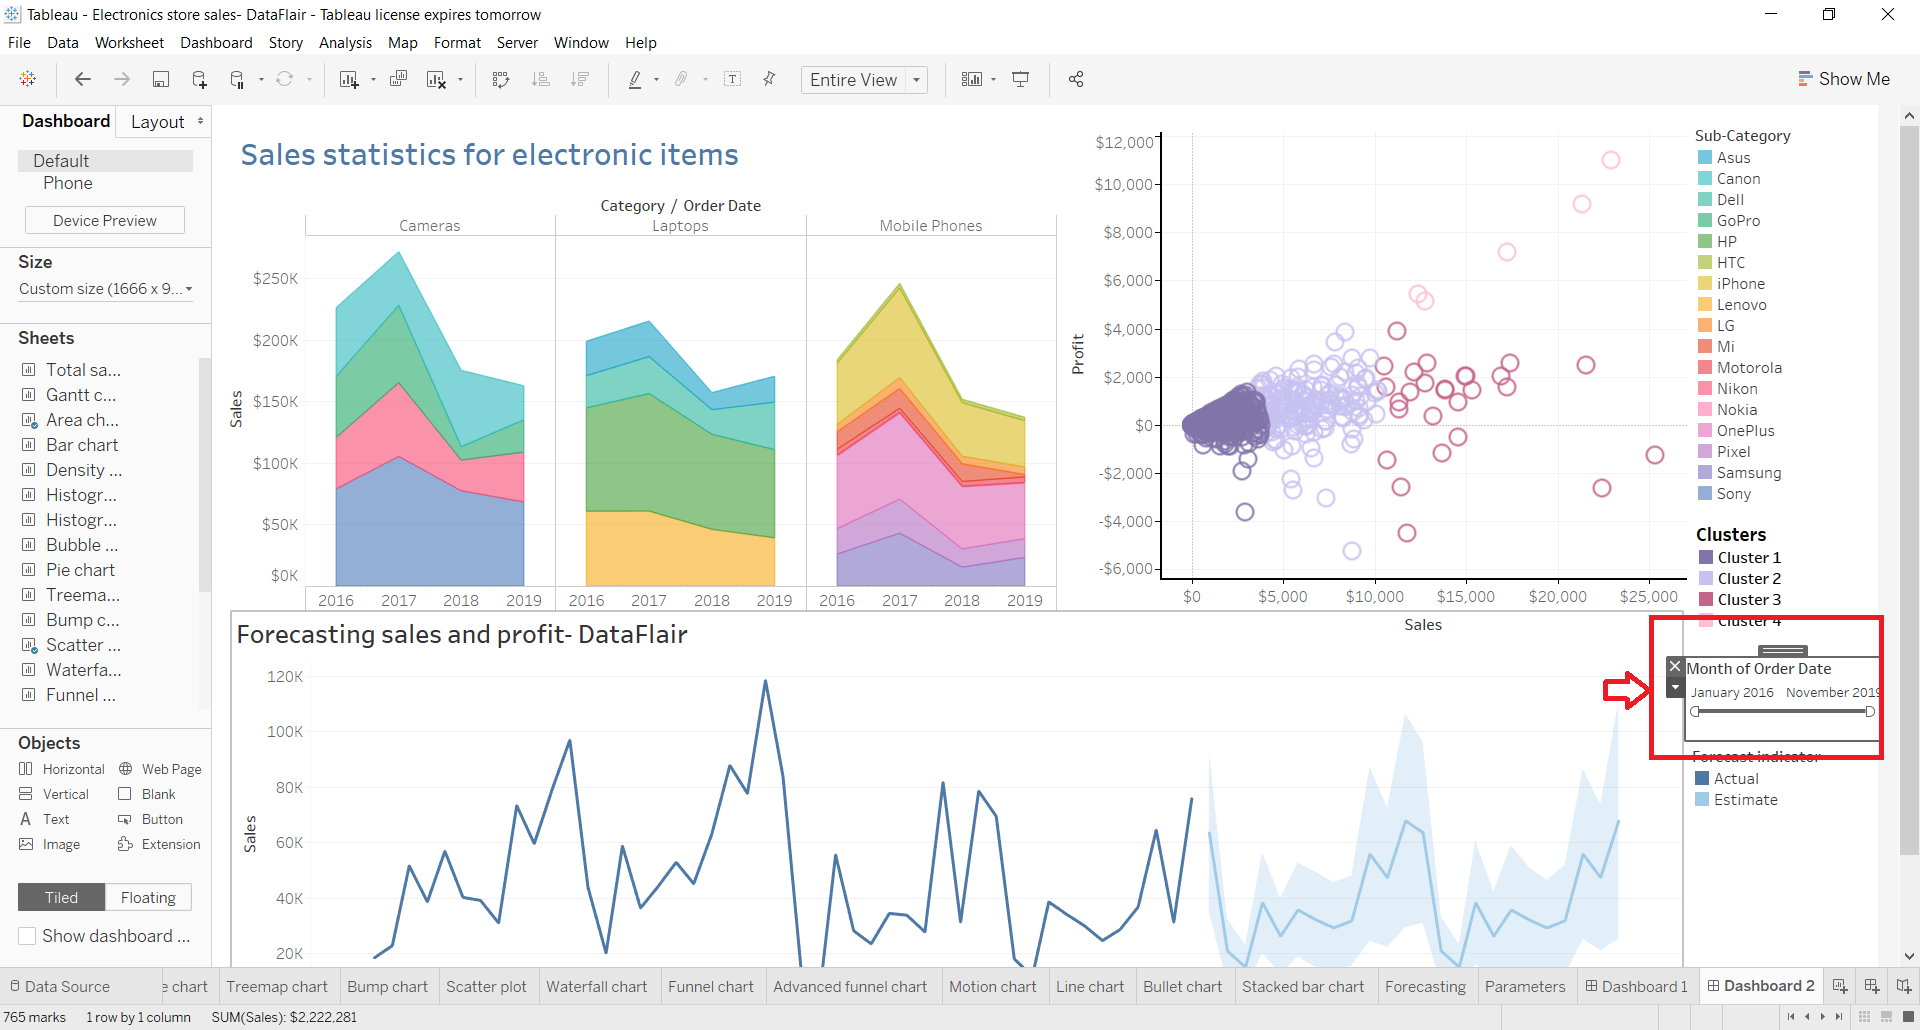 Tableau - Electronics store sales- DataFlair - Tableau license expires tomorrow
File Data Worksheet Dashboard Story Analysis Map Format Server Window Help
Entire View
Show Me
Dashboard Layout
Default
Phone
Device Preview
Size
Custom size (1666 x 9...
Sheets
Total sa...
Gantt c...
Area ch...
Bar chart
Density ...
Histogr...
Histogr...
Bubble ...
Pie chart
Treema...
Bump c...
Scatter ...
Waterfa...
Funnel ...
Objects
Horizontal Web Page
Vertical Blank
Text Button
Image Extension
Tiled Floating
Show dashboard ...
Sales statistics for electronic items
Category / Order Date
Cameras Laptops Mobile Phones
Sales
$250K
$200K
$150K
$100K
$50K
$0K
2016 2017 2018 2019 2016 2017 2018 2019 2016 2017 2018 2019
Profit
$12,000
$10,000
$8,000
$6,000
$4,000
$2,000
$0
-$2,000
-$4,000
-$6,000
$0 $5,000 $10,000 $15,000 $20,000 $25,000
Sales
Sub-Category
Asus
Canon
Dell
GoPro
HP
HTC
iPhone
Lenovo
LG
Mi
Motorola
Nikon
Nokia
OnePlus
Pixel
Samsung
Sony
Clusters
Cluster 1
Cluster 2
Cluster 3
Cluster 4
Month of Order Date
January 2016 November 2019
Forecast indicator
Actual
Estimate
Forecasting sales and profit- DataFlair
Sales
120K
100K
80K
60K
40K
20K
Data Source e chart Treemap chart Bump chart Scatter plot Waterfall chart Funnel chart Advanced funnel chart Motion chart Line chart Bullet chart Stacked bar chart Forecasting Parameters Dashboard 1 Dashboard 2
765 marks 1 row by 1 column SUM(Sales): $2,222,281